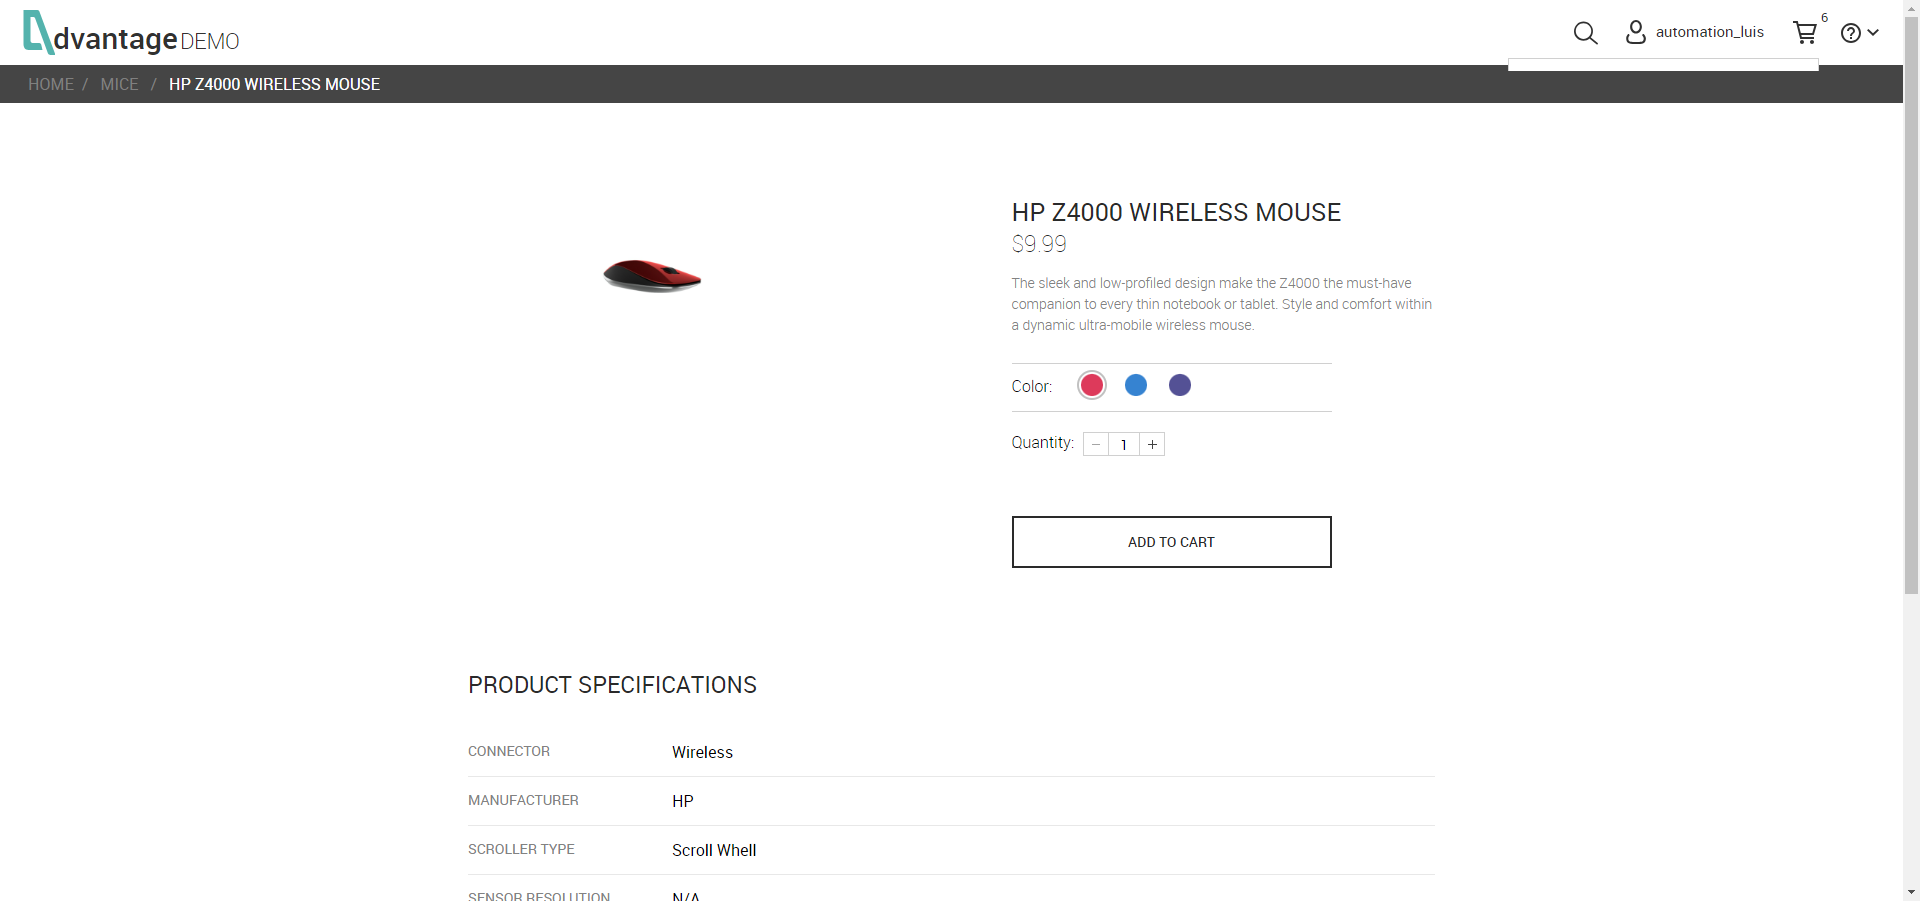 dvantage DEMO
automation_luis
6
HOME / MICE / HP Z4000 WIRELESS MOUSE
HP Z4000 WIRELESS MOUSE
$9.99
The sleek and low-profiled design make the Z4000 the must-have
companion to every thin notebook or tablet. Style and comfort within
a dynamic ultra-mobile wireless mouse.
Color:
Quantity: − 1 +
ADD TO CART
PRODUCT SPECIFICATIONS
CONNECTOR Wireless
MANUFACTURER HP
SCROLLER TYPE Scroll Whell
SENSOR RESOLUTION N/A